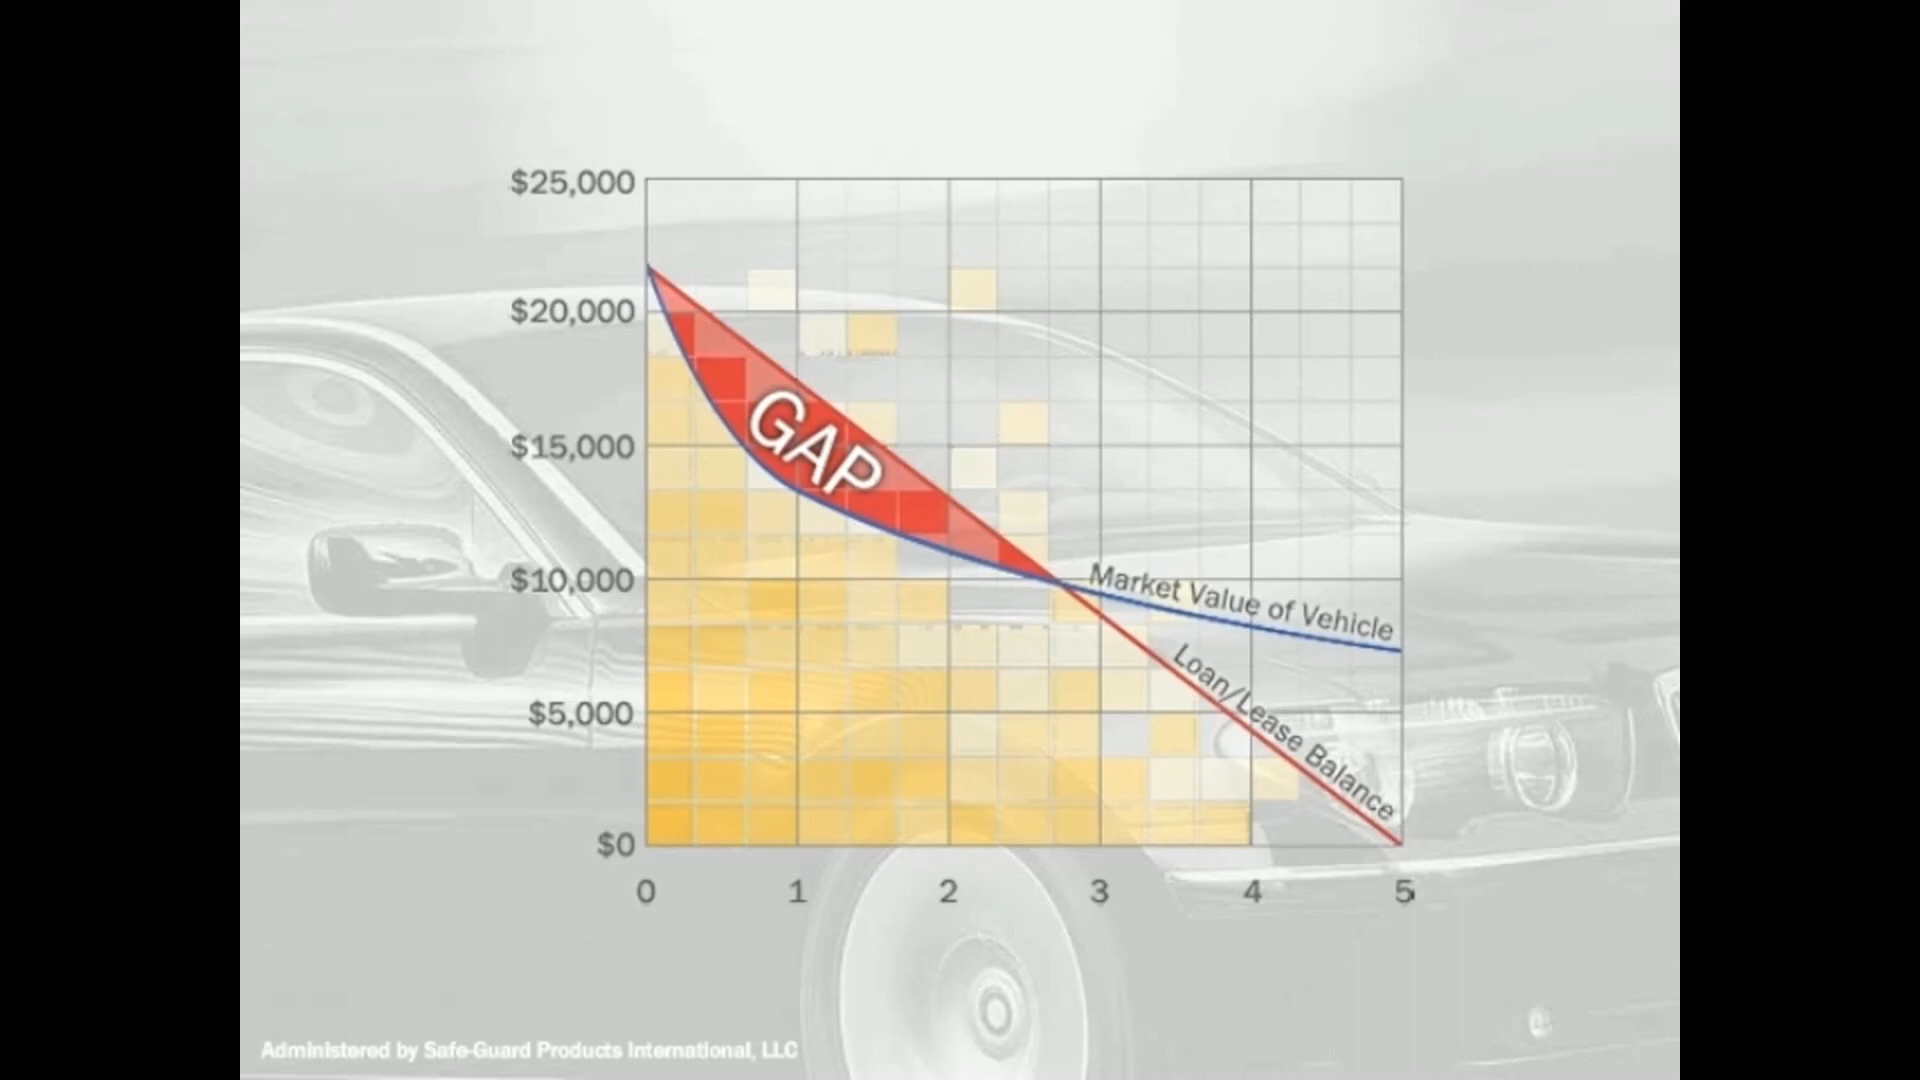 $25,000
$20,000
$15,000
$10,000
$5,000
$0
GAP
Market Value of Vehicle
Loan/Lease Balance
0 1 2 3 4 5
Administered by Safe-Guard Products International, LLC